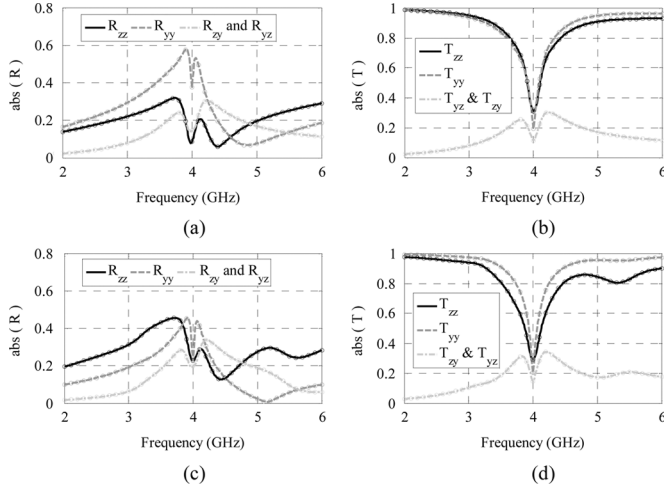 0.8
0.6
0.4
0.2
0
abs ( R )
R_zz R_yy R_zy and R_yz
2 3 4 5 6
Frequency (GHz)
(a)
1
0.8
0.6
0.4
0.2
0
abs (T)
T_zz
T_yy
T_yz & T_zy
2 3 4 5 6
Frequency (GHz)
(b)
0.8
0.6
0.4
0.2
0
abs ( R )
R_zz R_yy R_zy and R_yz
2 3 4 5 6
Frequency (GHz)
(c)
1
0.8
0.6
0.4
0.2
0
abs (T)
T_zz
T_yy
T_zy & T_yz
2 3 4 5 6
Frequency (GHz)
(d)